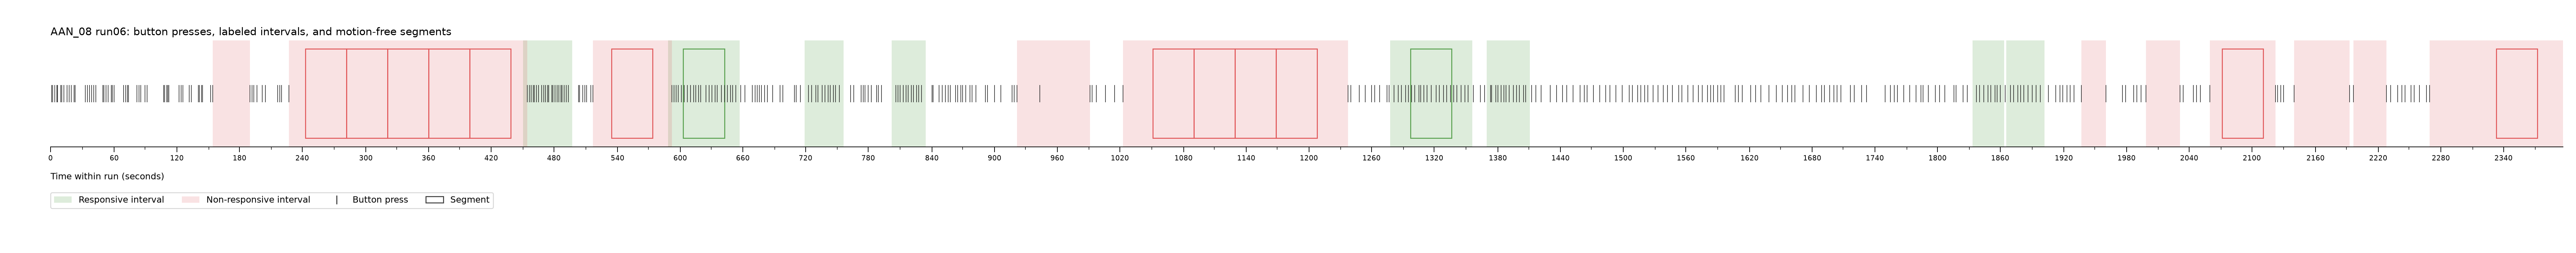 AAN_08 run06: button presses, labeled intervals, and motion-free segments
0 60 120 180 240 300 360 420 480 540 600 660 720 780 840 900 960 1020 1080 1140 1200 1260 1320 1380 1440 1500 1560 1620 1680 1740 1800 1860 1920 1980 2040 2100 2160 2220 2280 2340
Time within run (seconds)
Responsive interval Non-responsive interval Button press Segment